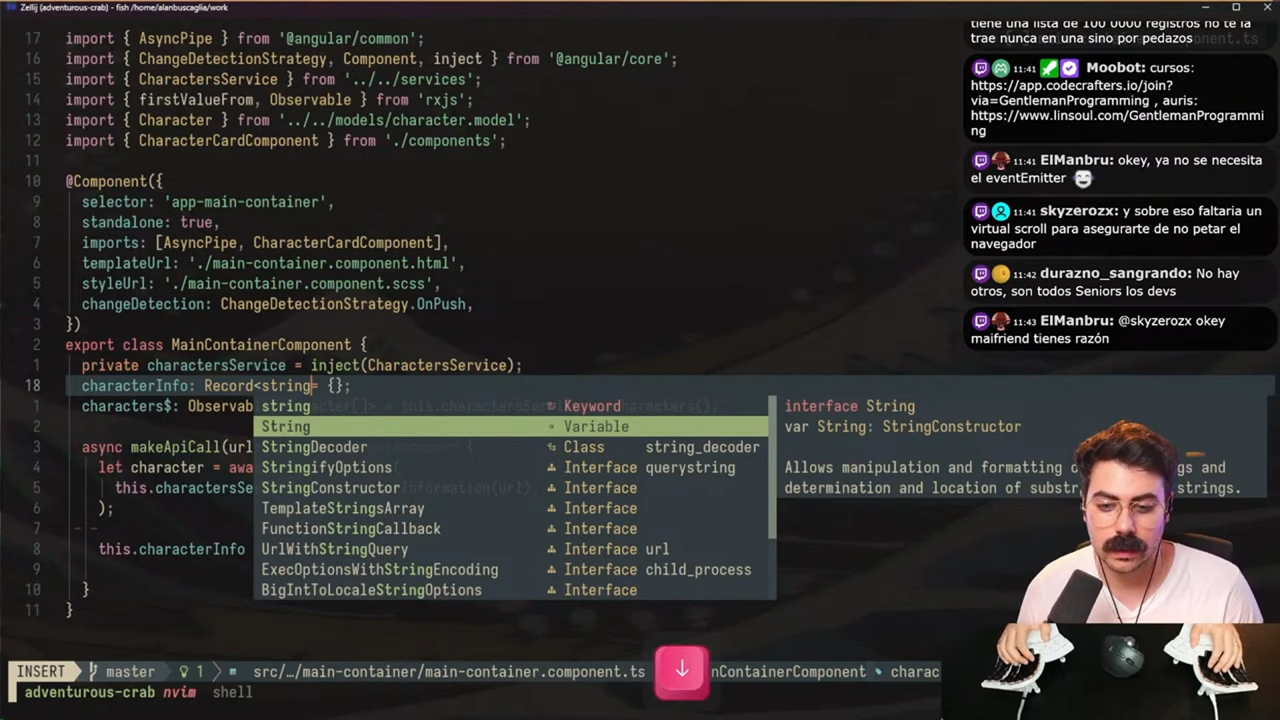 Zellij (adventurous-crab) - fish /home/alanbuscaglia/work
17 import { AsyncPipe } from '@angular/common';
16 import { ChangeDetectionStrategy, Component, inject } from '@angular/core';
15 import { CharactersService } from '../../services';
14 import { firstValueFrom, Observable } from 'rxjs';
13 import { Character } from '../../models/character.model';
12 import { CharacterCardComponent } from './components';
11
10 @Component({
9 selector: 'app-main-container',
8 standalone: true,
7 imports: [AsyncPipe, CharacterCardComponent],
6 templateUrl: './main-container.component.html',
5 styleUrl: './main-container.component.scss',
4 changeDetection: ChangeDetectionStrategy.OnPush,
3 })
2 export class MainContainerComponent {
1 private charactersService = inject(CharactersService);
18 characterInfo: Record<string= {};
1 characters$: Observab
2
3 async makeApiCall(url
4 let character = awa
5 this.charactersSe
6 );
7
8 this.characterInfo
9
10 }
11 }
string Keyword
String Variable
StringDecoder Class string_decoder
StringifyOptions Interface querystring
StringConstructor Interface
TemplateStringsArray Interface
FunctionStringCallback Interface
UrlWithStringQuery Interface url
ExecOptionsWithStringEncoding Interface child_process
BigIntToLocaleStringOptions Interface
interface String
var String: StringConstructor
Allows manipulation and formatting
determination and location of strings.
tiene una lista de 100 0000 registros no te la
trae nunca en una sino por pedazos
11:41 Moobot: cursos:
https://app.codecrafters.io/join?
via=GentlemanProgramming , auris:
https://www.linsoul.com/GentlemanProgrammi
ng
11:41 ElManbru: okey, ya no se necesita
el eventEmitter
11:41 skyzerozx: y sobre eso faltaria un
virtual scroll para asegurarte de no petar el
navegador
11:42 durazno_sangrando: No hay
otros, son todos Seniors los devs
11:43 ElManbru: @skyzerozx okey
maifriend tienes razón
INSERT master 1 src/…/main-container/main-container.component.ts nContainerComponent charac
adventurous-crab nvim shell